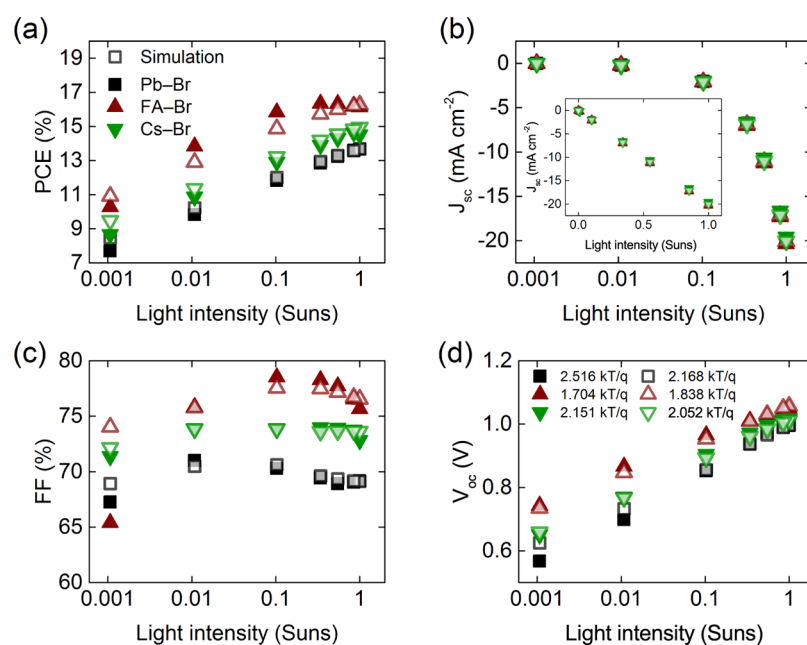 (a)
19
17
15
13
11
9
7
PCE (%)
Simulation
Pb–Br
FA–Br
Cs–Br
0.001 0.01 0.1 1
Light intensity (Suns)
(b)
0
-5
-10
-15
-20
Jsc (mA cm-2)
0
-5
-10
-15
-20
Jsc (mA cm-2)
0.0 0.5 1.0
Light intensity (Suns)
0.001 0.01 0.1 1
Light intensity (Suns)
(c)
80
75
70
65
60
FF (%)
0.001 0.01 0.1 1
Light intensity (Suns)
(d)
1.2
1.0
0.8
0.6
Voc (V)
2.516 kT/q 2.168 kT/q
1.704 kT/q 1.838 kT/q
2.151 kT/q 2.052 kT/q
0.001 0.01 0.1 1
Light intensity (Suns)